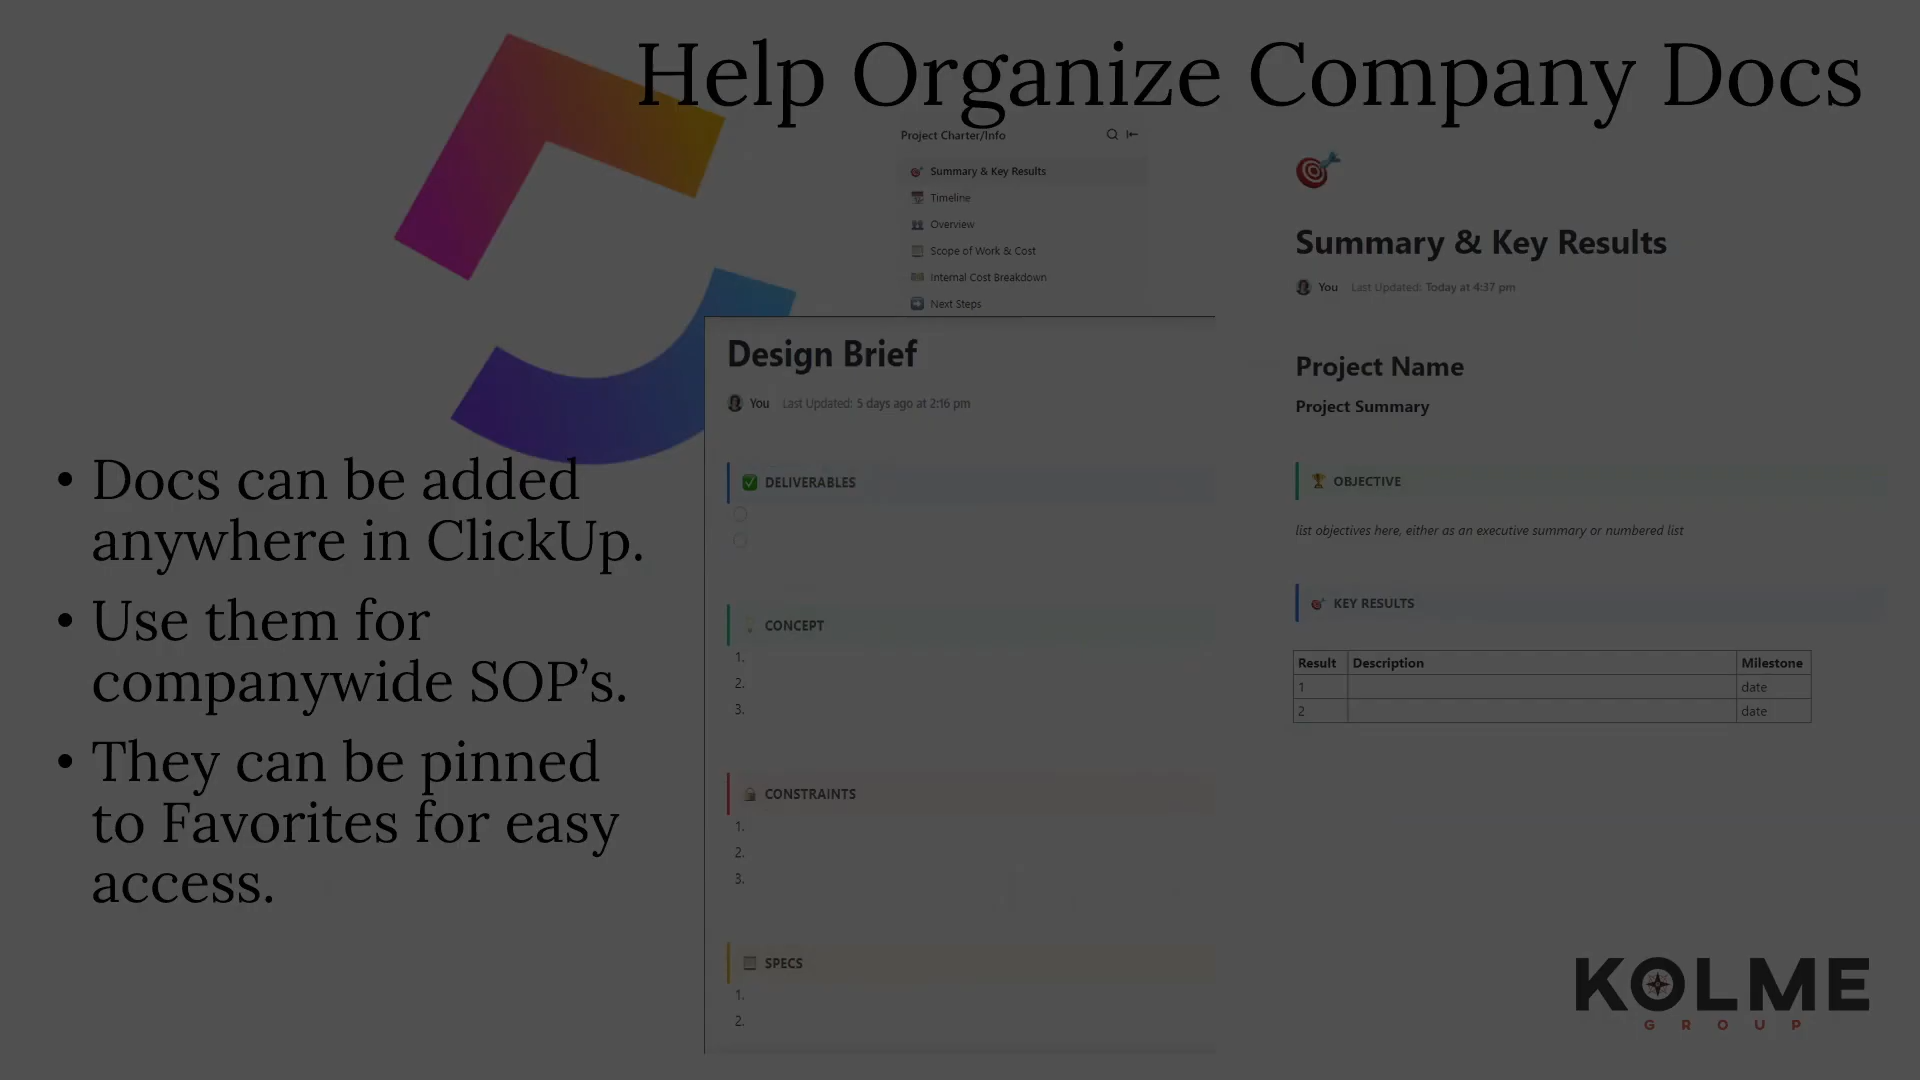 Help Organize Company Docs
Project Charter/Info
Summary & Key Results
Timeline
Overview
Scope of Work & Cost
Internal Cost Breakdown
Next Steps
Design Brief
You Last Updated: 5 days ago at 2:16 pm
DELIVERABLES
CONCEPT
1.
2.
3.
CONSTRAINTS
1.
2.
3.
SPECS
1.
2.
Summary & Key Results
You Last Updated: Today at 4:37 pm
Project Name
Project Summary
OBJECTIVE
list objectives here, either as an executive summary or numbered list
KEY RESULTS
Result Description Milestone
1 date
2 date
• Docs can be added
anywhere in ClickUp.
• Use them for
companywide SOP’s.
• They can be pinned
to Favorites for easy
access.
KOLME
GROUP